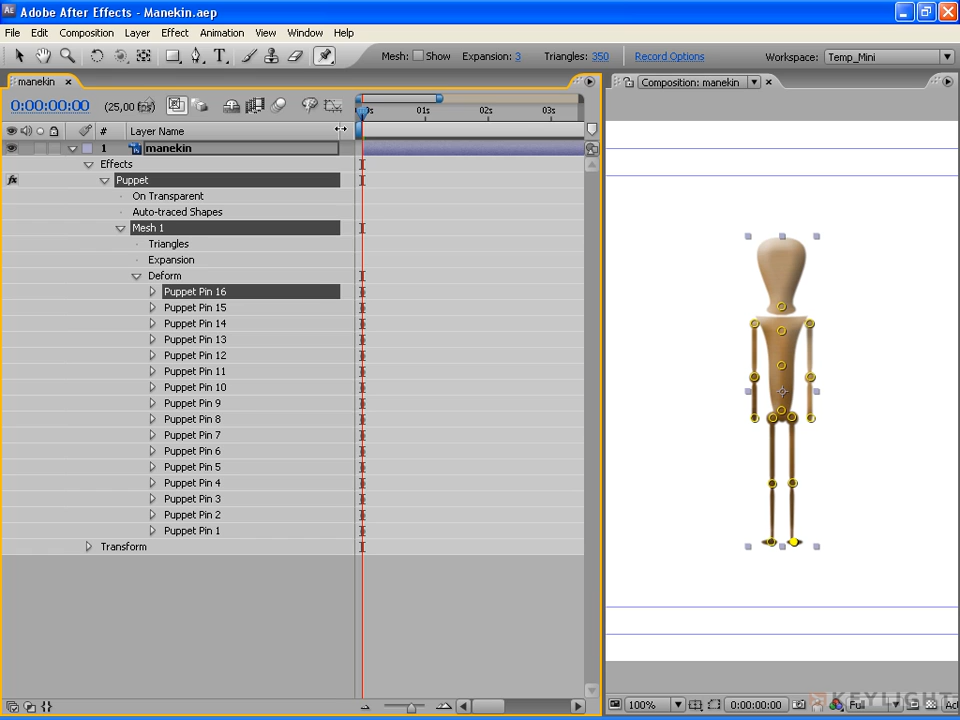 Adobe After Effects - Manekin.aep
File Edit Composition Layer Effect Animation View Window Help
Mesh: Show Expansion: 3 Triangles: 350 Record Options Workspace: Temp_Mini
manekin
Composition: manekin
0:00:00:00 (25,00 fps)
0s 01s 02s 03s
# Layer Name
1 manekin
Effects
fx Puppet
On Transparent
Auto-traced Shapes
Mesh 1
Triangles
Expansion
Deform
Puppet Pin 16
Puppet Pin 15
Puppet Pin 14
Puppet Pin 13
Puppet Pin 12
Puppet Pin 11
Puppet Pin 10
Puppet Pin 9
Puppet Pin 8
Puppet Pin 7
Puppet Pin 6
Puppet Pin 5
Puppet Pin 4
Puppet Pin 3
Puppet Pin 2
Puppet Pin 1
Transform
100% 0:00:00:00 Full
KEYLIGHT